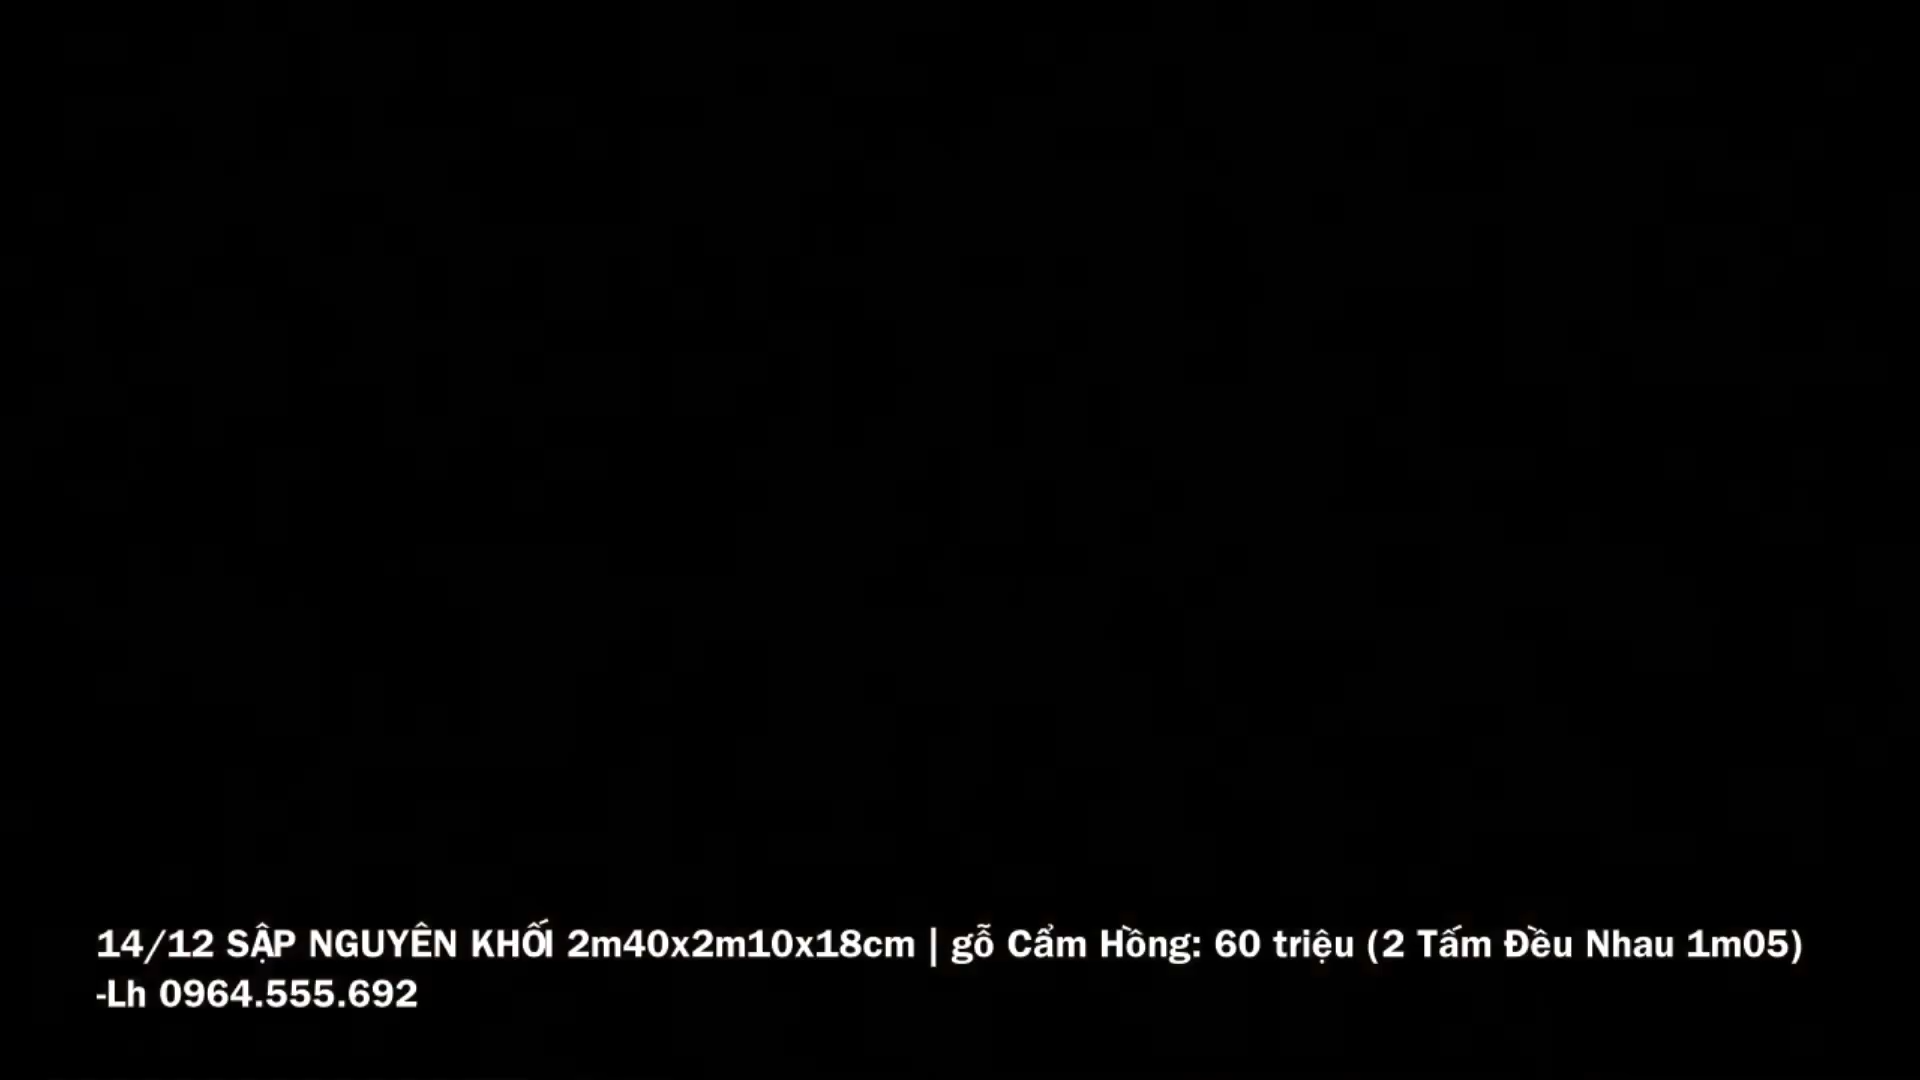 14/12 SẬP NGUYÊN KHỐI 2m40x2m10x18cm | gỗ Cẩm Hồng: 60 triệu (2 Tấm Đều Nhau 1m05)
-Lh 0964.555.692